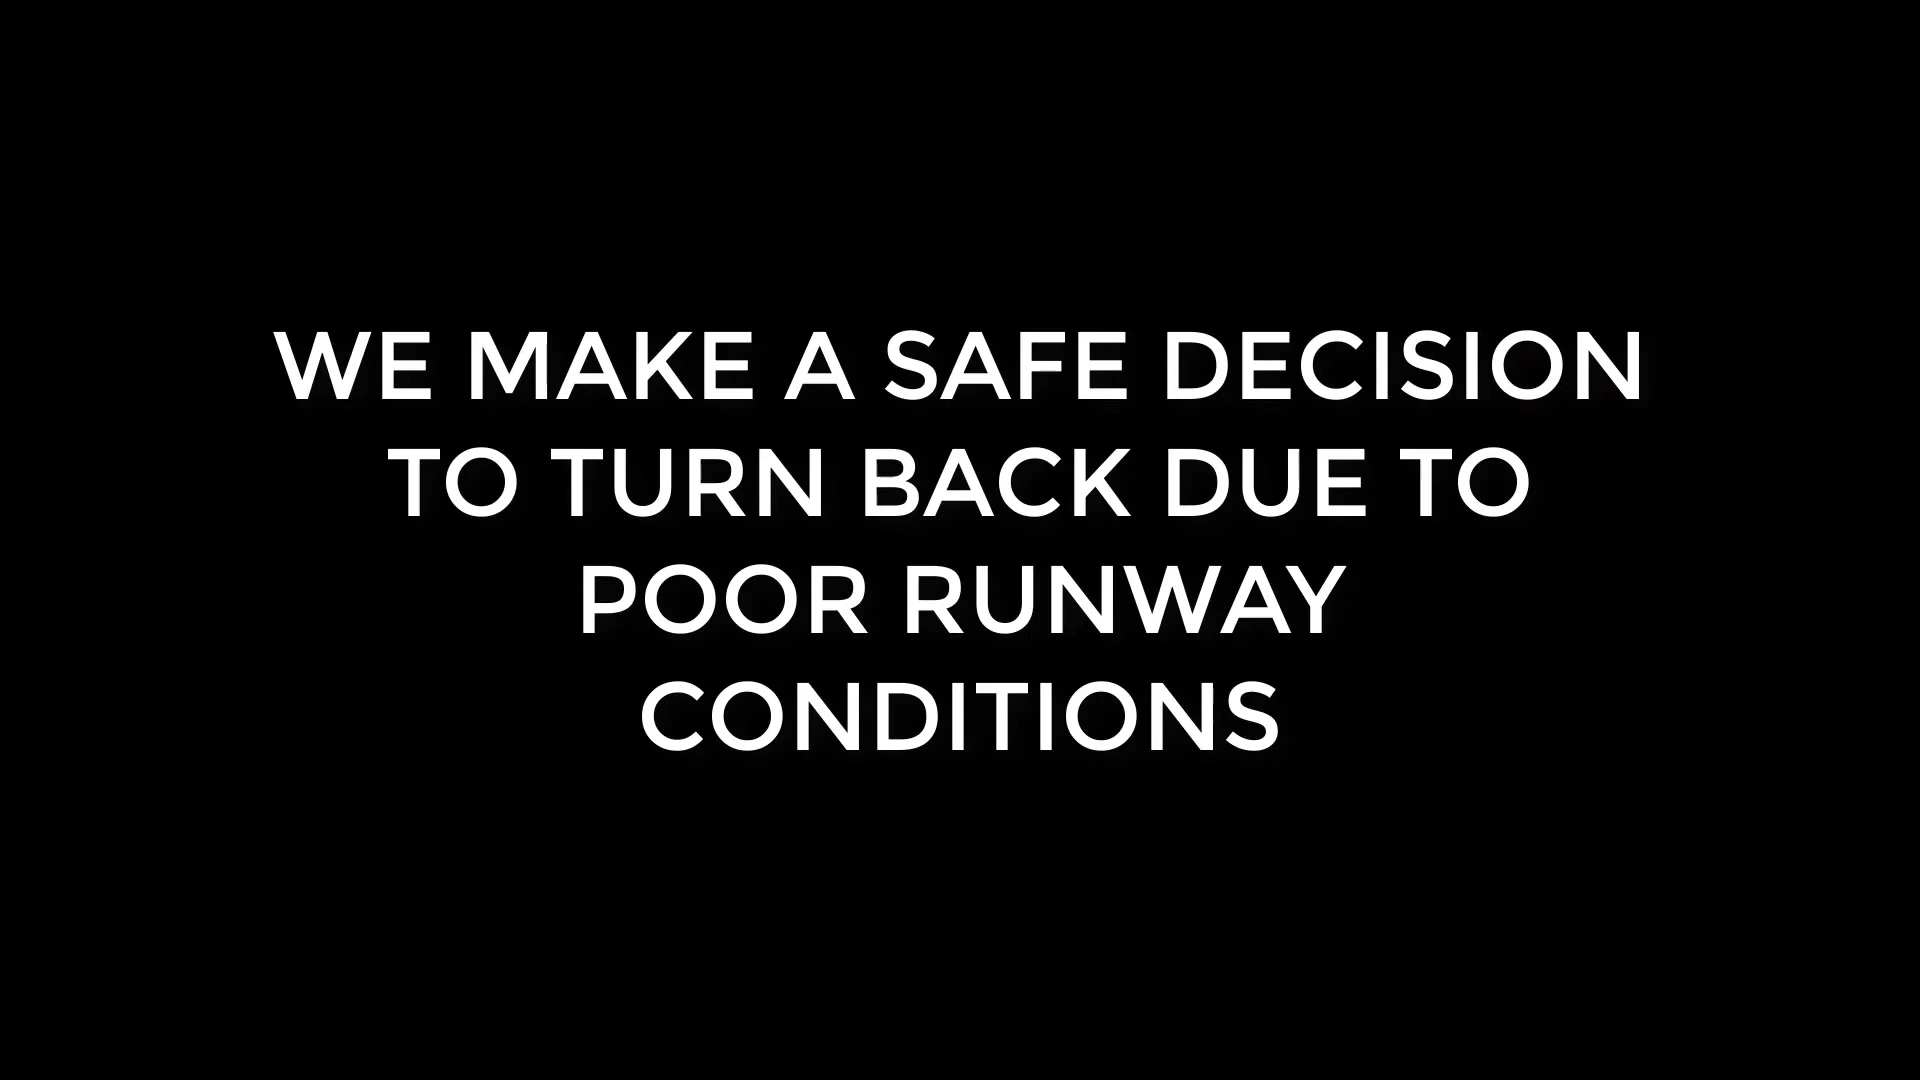 WE MAKE A SAFE DECISION
TO TURN BACK DUE TO
POOR RUNWAY
CONDITIONS